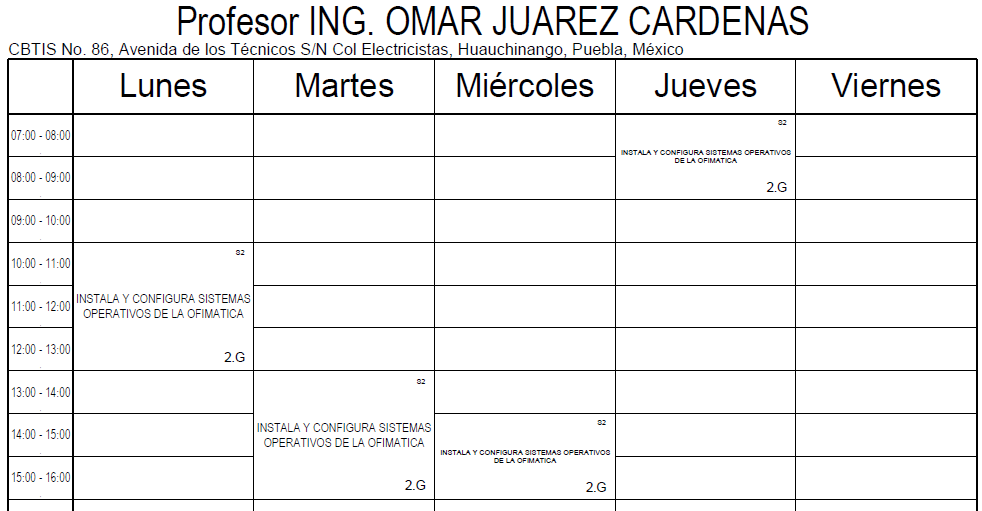 Profesor ING. OMAR JUAREZ CARDENAS
CBTIS No. 86, Avenida de los Técnicos S/N Col Electricistas, Huauchinango, Puebla, México
Lunes Martes Miércoles Jueves Viernes
07:00 - 08:00
S2
INSTALA Y CONFIGURA SISTEMAS OPERATIVOS
DE LA OFIMATICA
08:00 - 09:00
2.G
09:00 - 10:00
10:00 - 11:00
S2
11:00 - 12:00
INSTALA Y CONFIGURA SISTEMAS
OPERATIVOS DE LA OFIMATICA
12:00 - 13:00
2.G
13:00 - 14:00
S2
14:00 - 15:00
INSTALA Y CONFIGURA SISTEMAS
OPERATIVOS DE LA OFIMATICA
S2
INSTALA Y CONFIGURA SISTEMAS OPERATIVOS
DE LA OFIMATICA
15:00 - 16:00
2.G
2.G